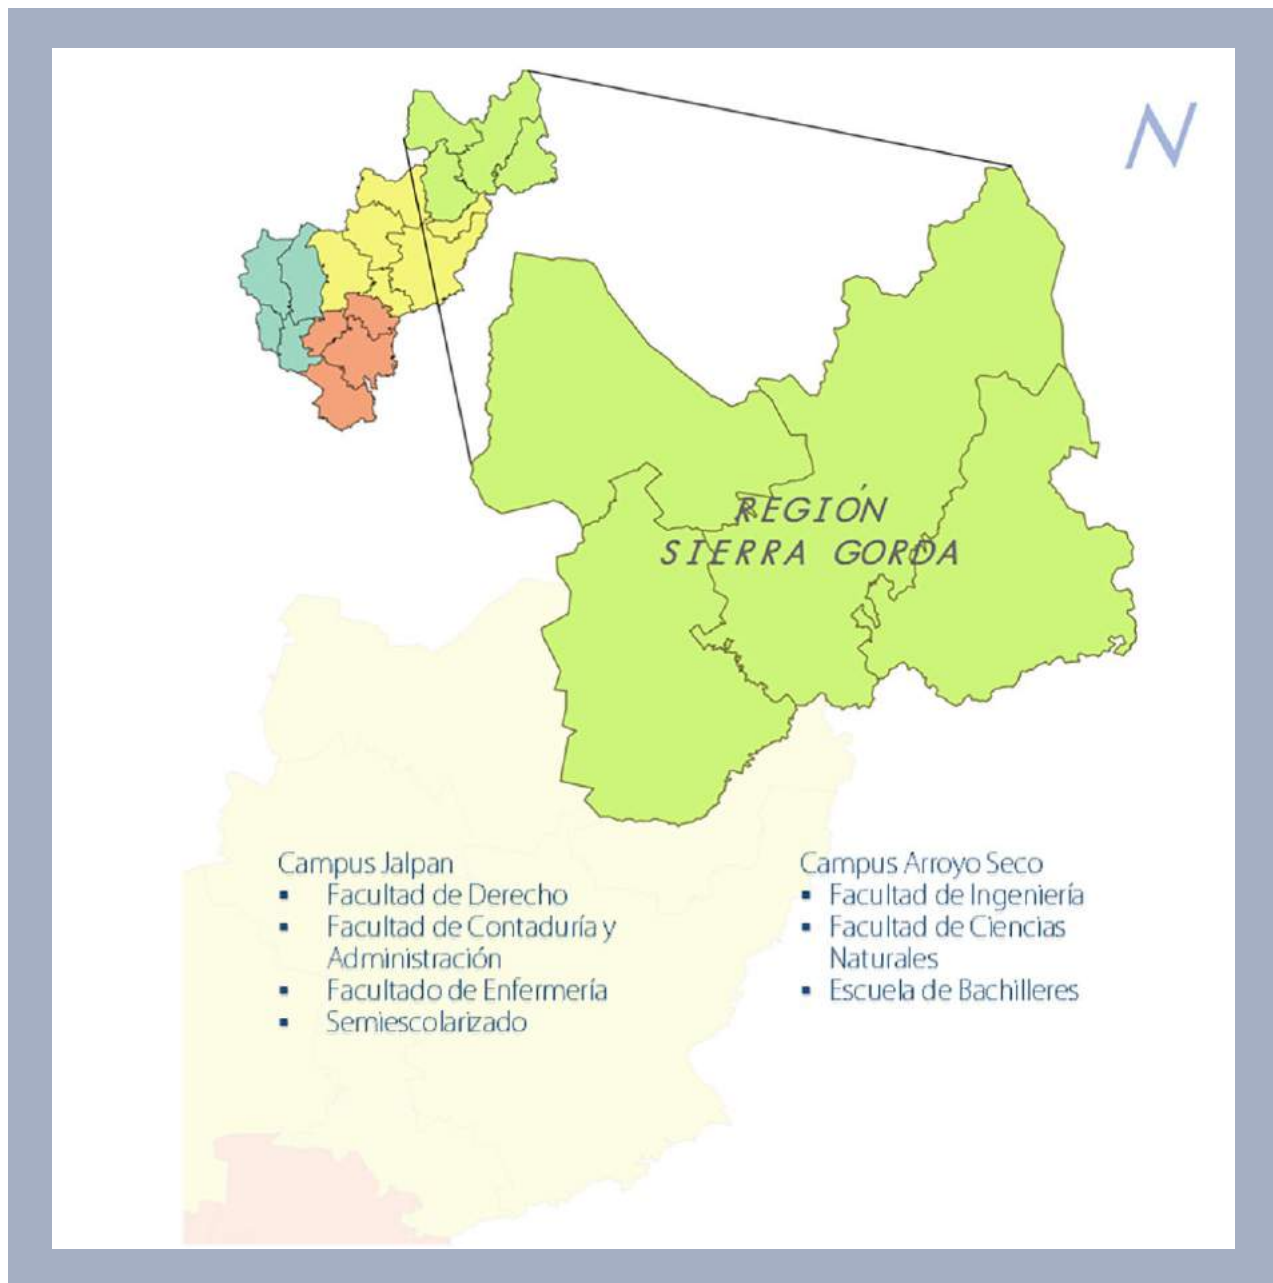 N
REGIÓN
SIERRA GORDA
Campus Jalpan
▪ Facultad de Derecho
▪ Facultad de Contaduría y
Administración
▪ Facultado de Enfermería
▪ Semiescolarizado
Campus Arroyo Seco
▪ Facultad de Ingeniería
▪ Facultad de Ciencias
Naturales
▪ Escuela de Bachilleres